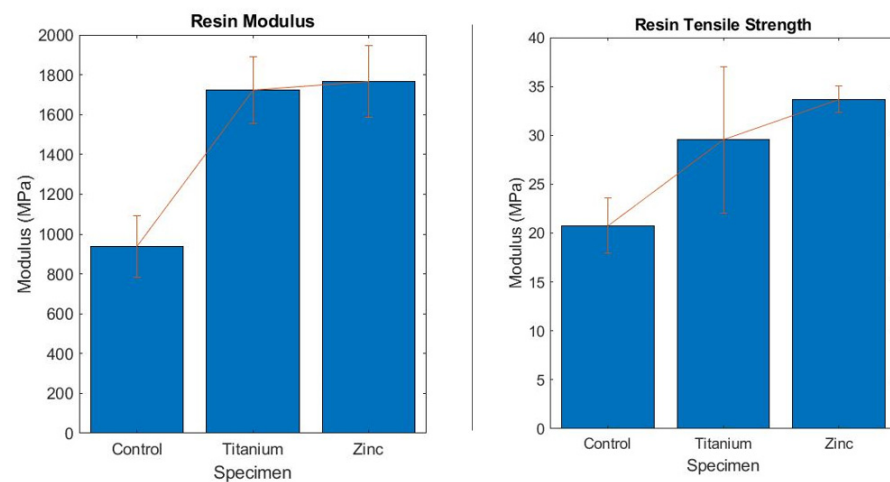 Resin Modulus
2000
1800
1600
1400
1200
1000
800
600
400
200
0
Modulus (MPa)
Control Titanium Zinc
Specimen
Resin Tensile Strength
40
35
30
25
20
15
10
5
0
Modulus (MPa)
Control Titanium Zinc
Specimen